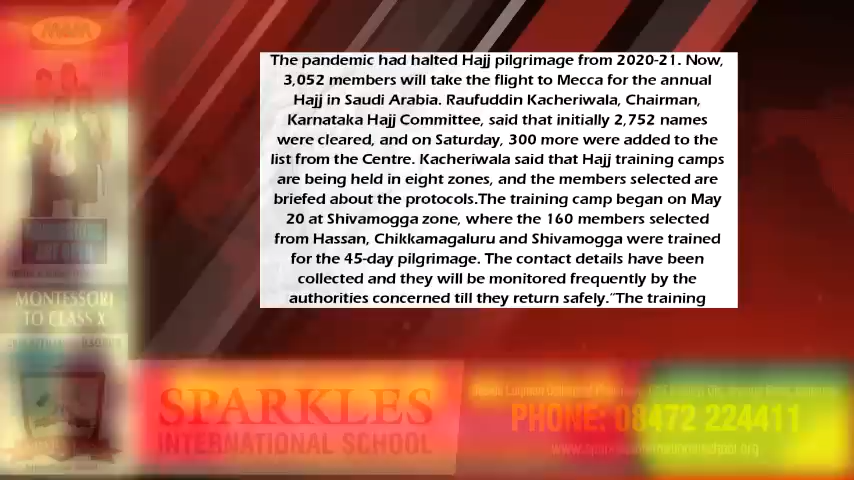 M&M
The pandemic had halted Hajj pilgrimage from 2020-21. Now,
3,052 members will take the flight to Mecca for the annual
Hajj in Saudi Arabia. Raufuddin Kacheriwala, Chairman,
Karnataka Hajj Committee, said that initially 2,752 names
were cleared, and on Saturday, 300 more were added to the
list from the Centre. Kacheriwala said that Hajj training camps
are being held in eight zones, and the members selected are
briefed about the protocols.The training camp began on May
20 at Shivamogga zone, where the 160 members selected
from Hassan, Chikkamagaluru and Shivamogga were trained
for the 45-day pilgrimage. The contact details have been
collected and they will be monitored frequently by the
authorities concerned till they return safely."The training
MONTESSORI
TO CLASS X
SPARKLES
INTERNATIONAL SCHOOL
PHONE: 08472 224411